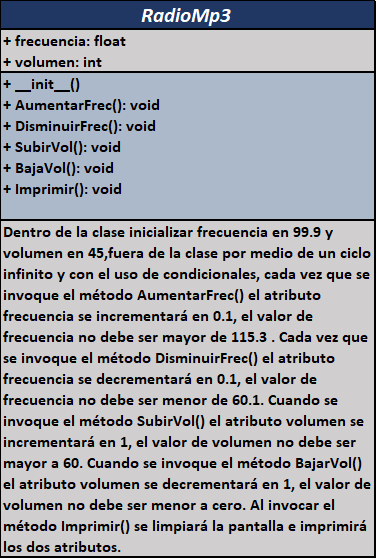 RadioMp3
+ frecuencia: float
+ volumen: int
+ __init__()
+ AumentarFrec(): void
+ DisminuirFrec(): void
+ SubirVol(): void
+ BajaVol(): void
+ Imprimir(): void
Dentro de la clase inicializar frecuencia en 99.9 y
volumen en 45,fuera de la clase por medio de un ciclo
infinito y con el uso de condicionales, cada vez que se
invoque el método AumentarFrec() el atributo
frecuencia se incrementará en 0.1, el valor de
frecuencia no debe ser mayor de 115.3 . Cada vez que
se invoque el método DisminuirFrec() el atributo
frecuencia se decrementará en 0.1, el valor de
frecuencia no debe ser menor de 60.1. Cuando se
invoque el método SubirVol() el atributo volumen se
incrementará en 1, el valor de volumen no debe ser
mayor a 60. Cuando se invoque el método BajarVol()
el atributo volumen se decrementará en 1, el valor de
volumen no debe ser menor a cero. Al invocar el
método Imprimir() se limpiará la pantalla e imprimirá
los dos atributos.